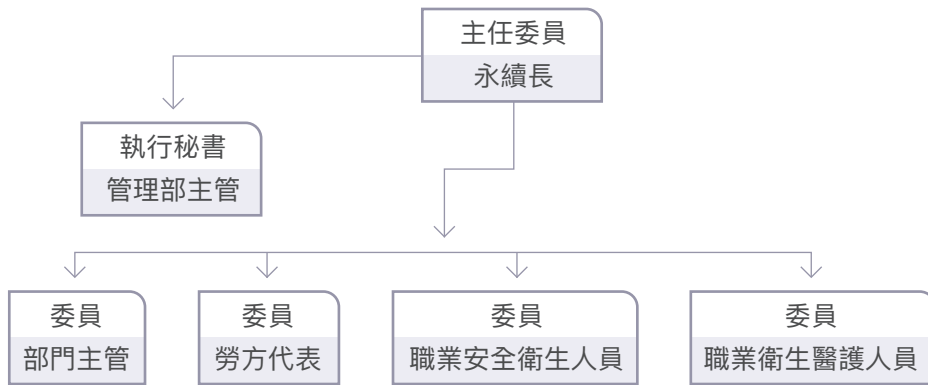 主任委員
永續長
執行秘書
管理部主管
委員
部門主管
委員
勞方代表
委員
職業安全衛生人員
委員
職業衛生醫護人員